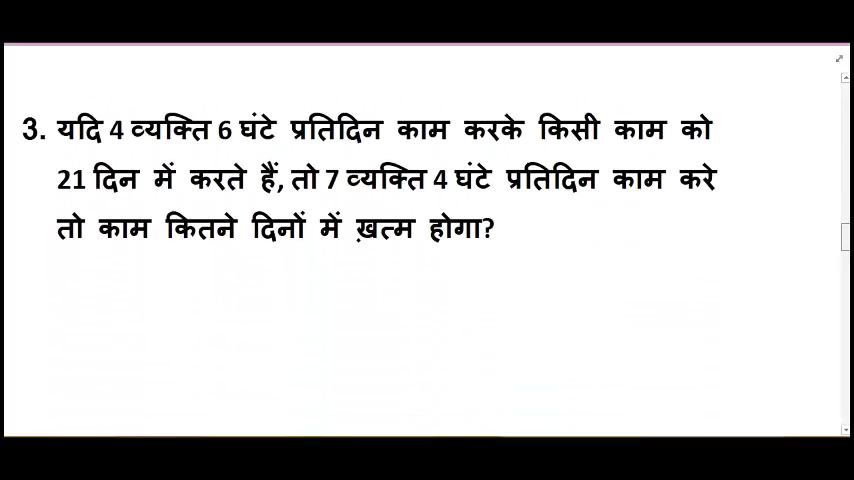 3. यदि 4 व्यक्ति 6 घंटे प्रतिदिन काम करके किसी काम को
21 दिन में करते हैं, तो 7 व्यक्ति 4 घंटे प्रतिदिन काम करे
तो काम कितने दिनों में ख़त्म होगा?